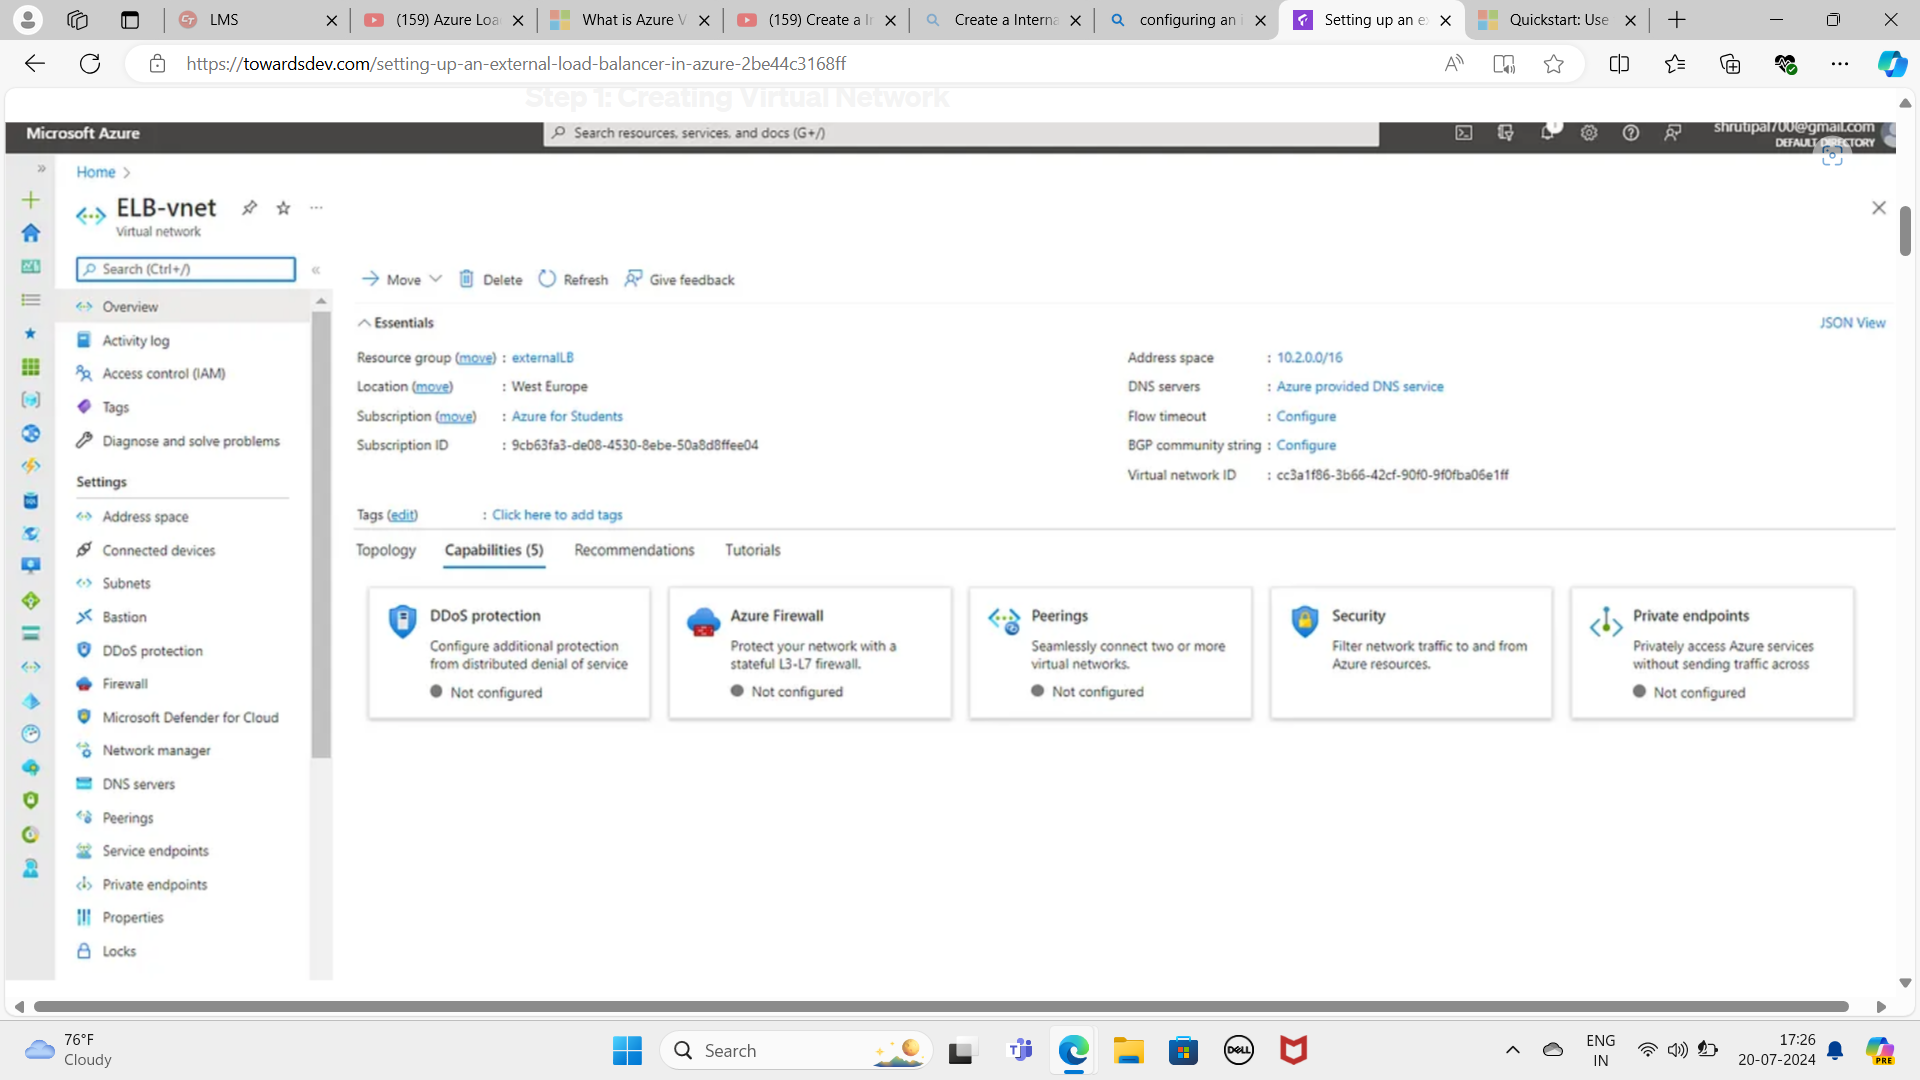 LMS
(159) Azure Loa
What is Azure V
(159) Create a In
Create a Interna
configuring an i
Setting up an ex
Quickstart: Use
https://towardsdev.com/setting-up-an-external-load-balancer-in-azure-2be44c3168ff
Step 1: Creating Virtual Network
Microsoft Azure
Search resources, services, and docs (G+/)
shrutipal700@gmail.com
DEFAULT DIRECTORY
Home
ELB-vnet
Virtual network
Search (Ctrl+/)
Move
Delete
Refresh
Give feedback
Overview
Activity log
Access control (IAM)
Tags
Diagnose and solve problems
Settings
Address space
Connected devices
Subnets
Bastion
DDoS protection
Firewall
Microsoft Defender for Cloud
Network manager
DNS servers
Peerings
Service endpoints
Private endpoints
Properties
Locks
Essentials
JSON View
Resource group (move) : externalLB
Location (move) : West Europe
Subscription (move) : Azure for Students
Subscription ID : 9cb63fa3-de08-4530-8ebe-50a8d8ffee04
Address space : 10.2.0.0/16
DNS servers : Azure provided DNS service
Flow timeout : Configure
BGP community string : Configure
Virtual network ID : cc3a1f86-3b66-42cf-90f0-9f0fba06e1ff
Tags (edit) : Click here to add tags
Topology
Capabilities (5)
Recommendations
Tutorials
DDoS protection
Configure additional protection
from distributed denial of service
Not configured
Azure Firewall
Protect your network with a
stateful L3-L7 firewall.
Not configured
Peerings
Seamlessly connect two or more
virtual networks.
Not configured
Security
Filter network traffic to and from
Azure resources.
Private endpoints
Privately access Azure services
without sending traffic across
Not configured
76°F
Cloudy
Search
DELL
ENG
IN
17:26
20-07-2024
PRE